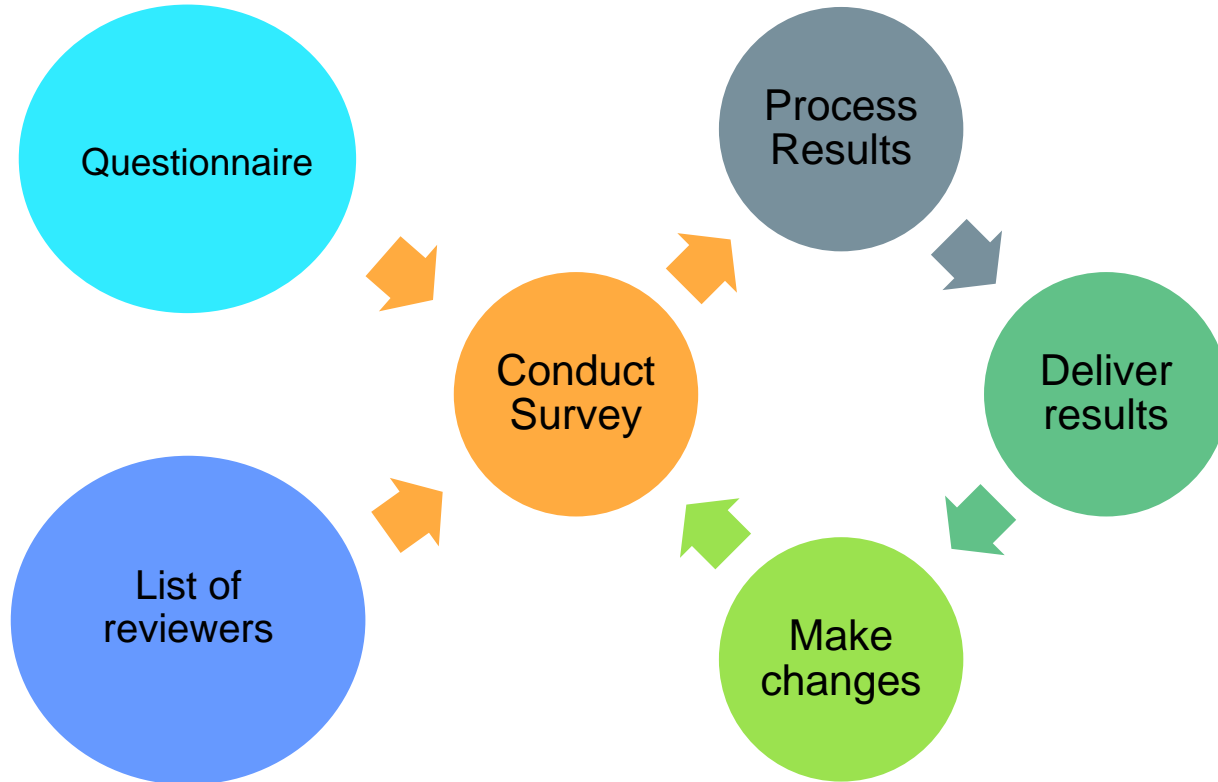 Questionnaire
Process
Results
Conduct
Survey
Deliver
results
List of
reviewers
Make
changes